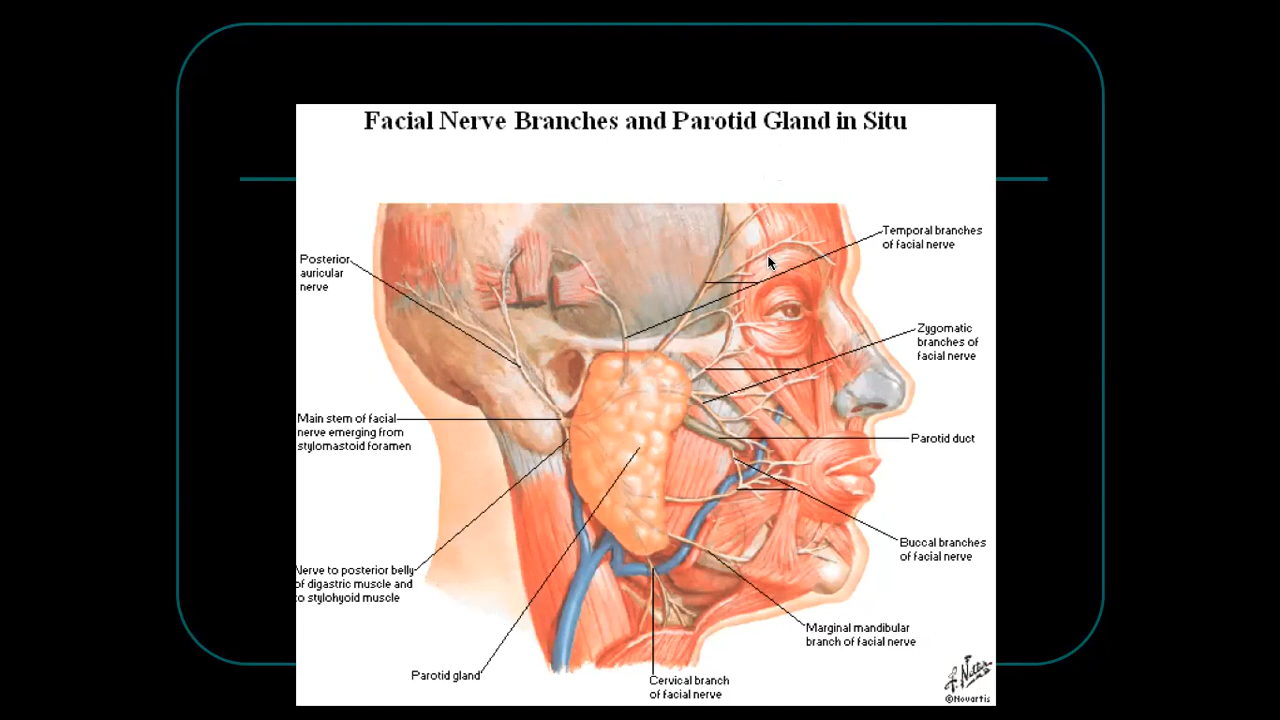 Facial Nerve Branches and Parotid Gland in Situ
Temporal branches
of facial nerve
Posterior
auricular
nerve
Zygomatic
branches of
facial nerve
Main stem of facial
nerve emerging from
stylomastoid foramen
Parotid duct
Buccal branches
of facial nerve
Nerve to posterior belly
of digastric muscle and
to stylohyoid muscle
Marginal mandibular
branch of facial nerve
Parotid gland
Cervical branch
of facial nerve
©Novartis